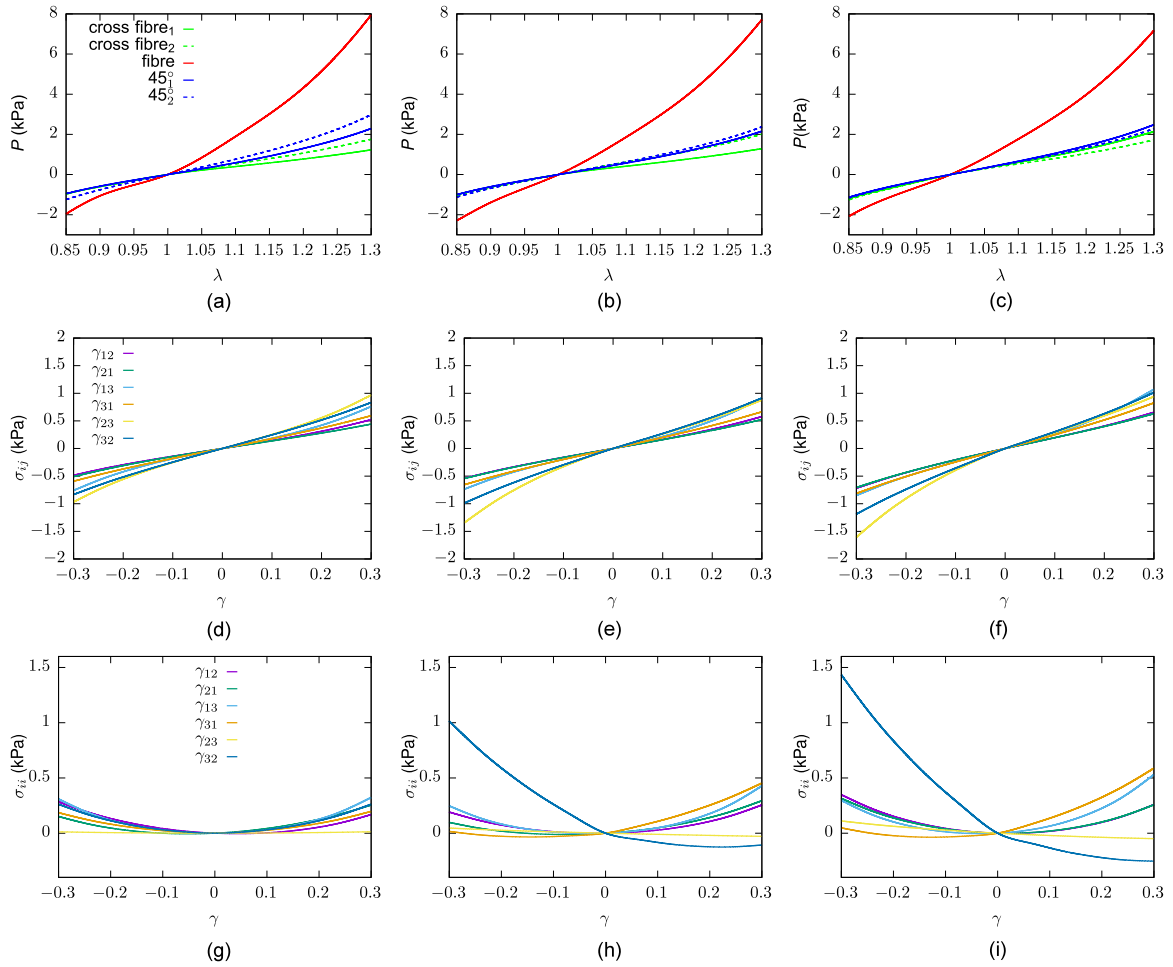 8
6
4
2
0
−2
P (kPa)
cross fibre₁
cross fibre₂
fibre
45°₁
45°₂
0.85 0.9 0.95 1 1.05 1.1 1.15 1.2 1.25 1.3
λ
(a)
8
6
4
2
0
−2
P (kPa)
0.85 0.9 0.95 1 1.05 1.1 1.15 1.2 1.25 1.3
λ
(b)
8
6
4
2
0
−2
P(kPa)
0.85 0.9 0.95 1 1.05 1.1 1.15 1.2 1.25 1.3
λ
(c)
2
1.5
1
0.5
0
−0.5
−1
−1.5
−2
σᵢⱼ (kPa)
γ₁₂
γ₂₁
γ₁₃
γ₃₁
γ₂₃
γ₃₂
−0.3 −0.2 −0.1 0 0.1 0.2 0.3
γ
(d)
2
1.5
1
0.5
0
−0.5
−1
−1.5
−2
σᵢⱼ (kPa)
−0.3 −0.2 −0.1 0 0.1 0.2 0.3
γ
(e)
2
1.5
1
0.5
0
−0.5
−1
−1.5
−2
σᵢⱼ (kPa)
−0.3 −0.2 −0.1 0 0.1 0.2 0.3
γ
(f)
1.5
1
0.5
0
σᵢᵢ (kPa)
γ₁₂
γ₂₁
γ₁₃
γ₃₁
γ₂₃
γ₃₂
−0.3 −0.2 −0.1 0 0.1 0.2 0.3
γ
(g)
1.5
1
0.5
0
σᵢᵢ (kPa)
−0.3 −0.2 −0.1 0 0.1 0.2 0.3
γ
(h)
1.5
1
0.5
0
σᵢᵢ (kPa)
−0.3 −0.2 −0.1 0 0.1 0.2 0.3
γ
(i)